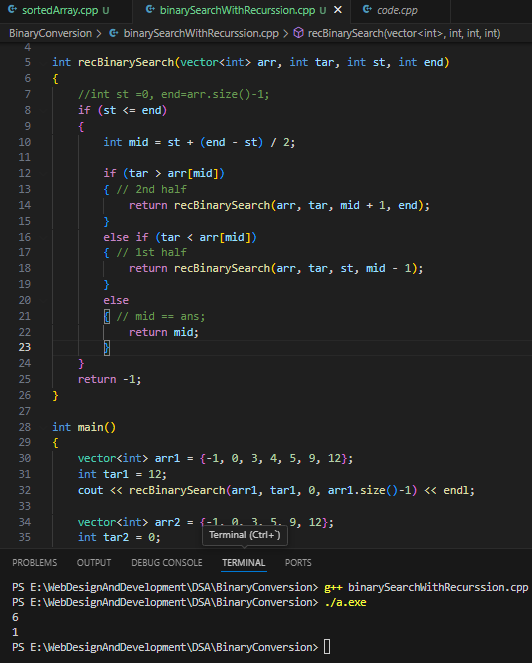 sortedArray.cpp U binarySearchWithRecurssion.cpp U × code.cpp
BinaryConversion > binarySearchWithRecurssion.cpp > recBinarySearch(vector<int>, int, int, int)
4
5 int recBinarySearch(vector<int> arr, int tar, int st, int end)
6 {
7 //int st =0, end=arr.size()-1;
8 if (st <= end)
9 {
10 int mid = st + (end - st) / 2;
11
12 if (tar > arr[mid])
13 { // 2nd half
14 return recBinarySearch(arr, tar, mid + 1, end);
15 }
16 else if (tar < arr[mid])
17 { // 1st half
18 return recBinarySearch(arr, tar, st, mid - 1);
19 }
20 else
21 { // mid == ans;
22 return mid;
23 }
24 }
25 return -1;
26 }
27
28 int main()
29 {
30 vector<int> arr1 = {-1, 0, 3, 4, 5, 9, 12};
31 int tar1 = 12;
32 cout << recBinarySearch(arr1, tar1, 0, arr1.size()-1) << endl;
33
34 vector<int> arr2 = {-1, 0, 3, 5, 9, 12};
35 int tar2 = 0;
Terminal (Ctrl+`)
PROBLEMS OUTPUT DEBUG CONSOLE TERMINAL PORTS
PS E:\WebDesignAndDevelopment\DSA\BinaryConversion> g++ binarySearchWithRecurssion.cpp
PS E:\WebDesignAndDevelopment\DSA\BinaryConversion> ./a.exe
6
1
PS E:\WebDesignAndDevelopment\DSA\BinaryConversion>